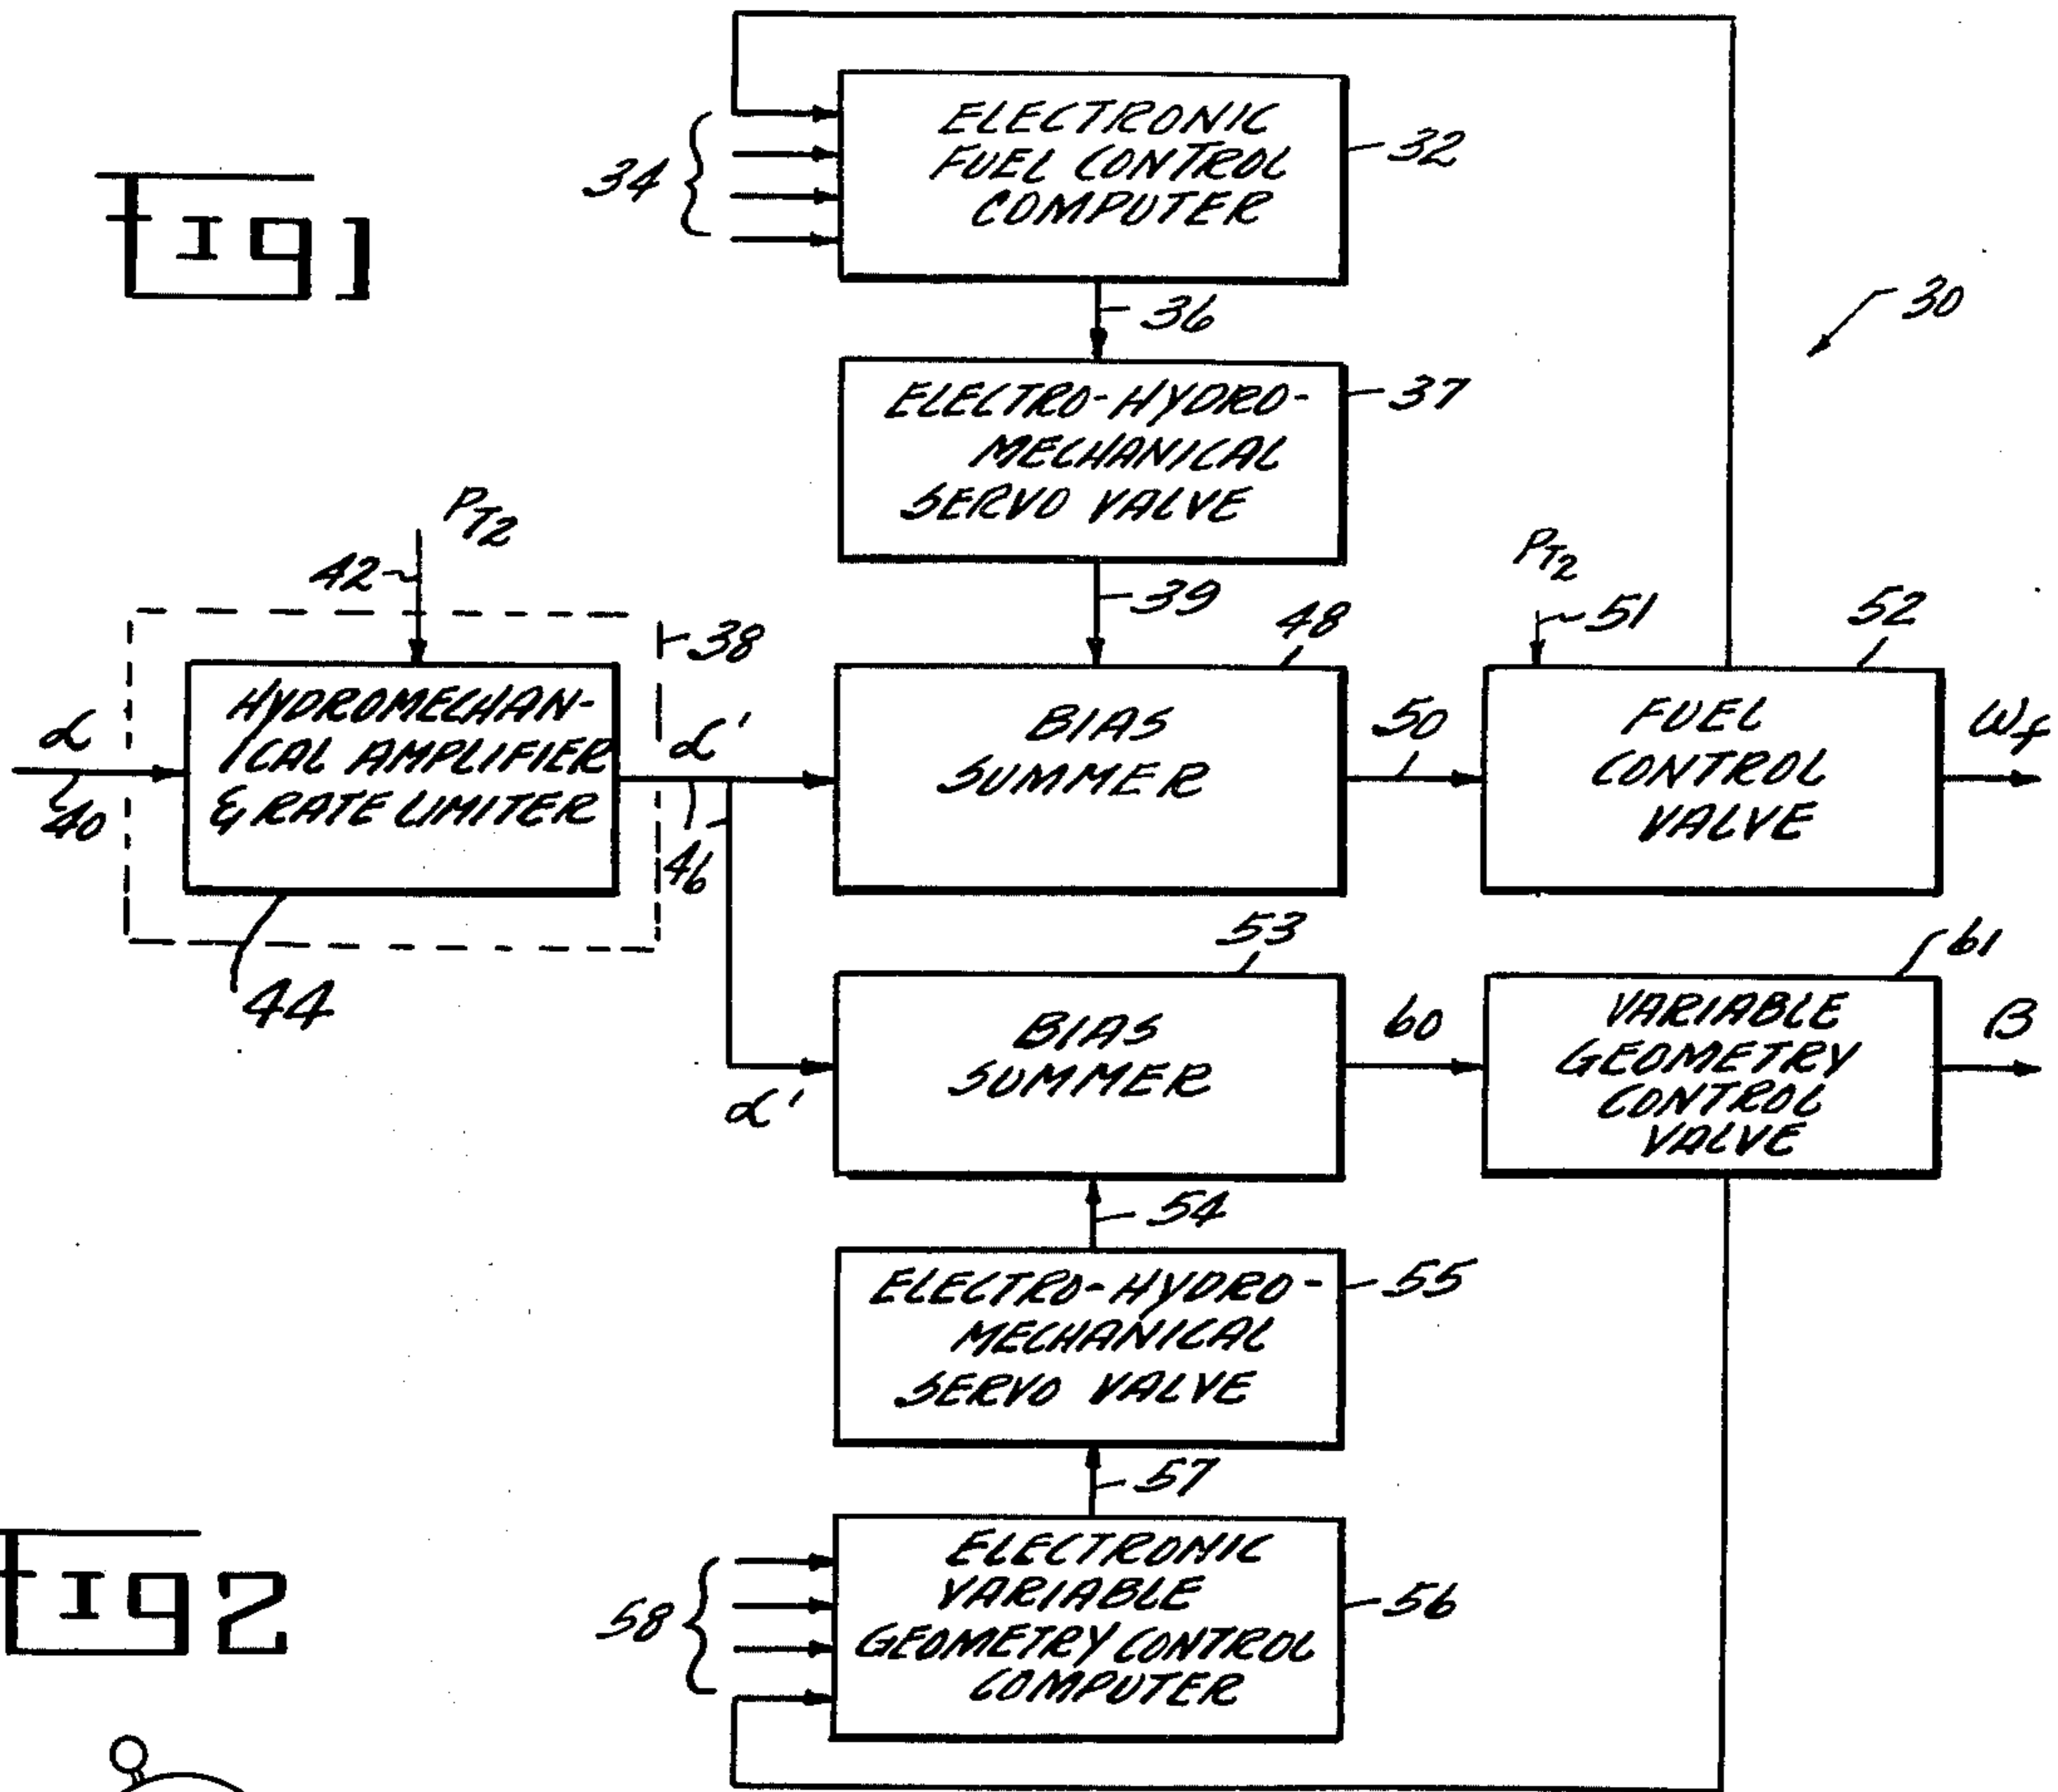 FIG 1
ELECTRONIC
FUEL CONTROL
COMPUTER
32
34
36
30
ELECTRO-HYDRO-
MECHANICAL
SERVO VALVE
37
PT2
42
39
PT2
51
52
38
48
HYDROMECHAN-
ICAL AMPLIFIER
& RATE LIMITER
α
40
α'
46
BIAS
SUMMER
50
FUEL
CONTROL
VALVE
Wf
44
53
61
BIAS
SUMMER
60
VARIABLE
GEOMETRY
CONTROL
VALVE
β
α'
54
ELECTRO-HYDRO-
MECHANICAL
SERVO VALVE
55
57
FIG 2
58
ELECTRONIC
VARIABLE
GEOMETRY CONTROL
COMPUTER
56